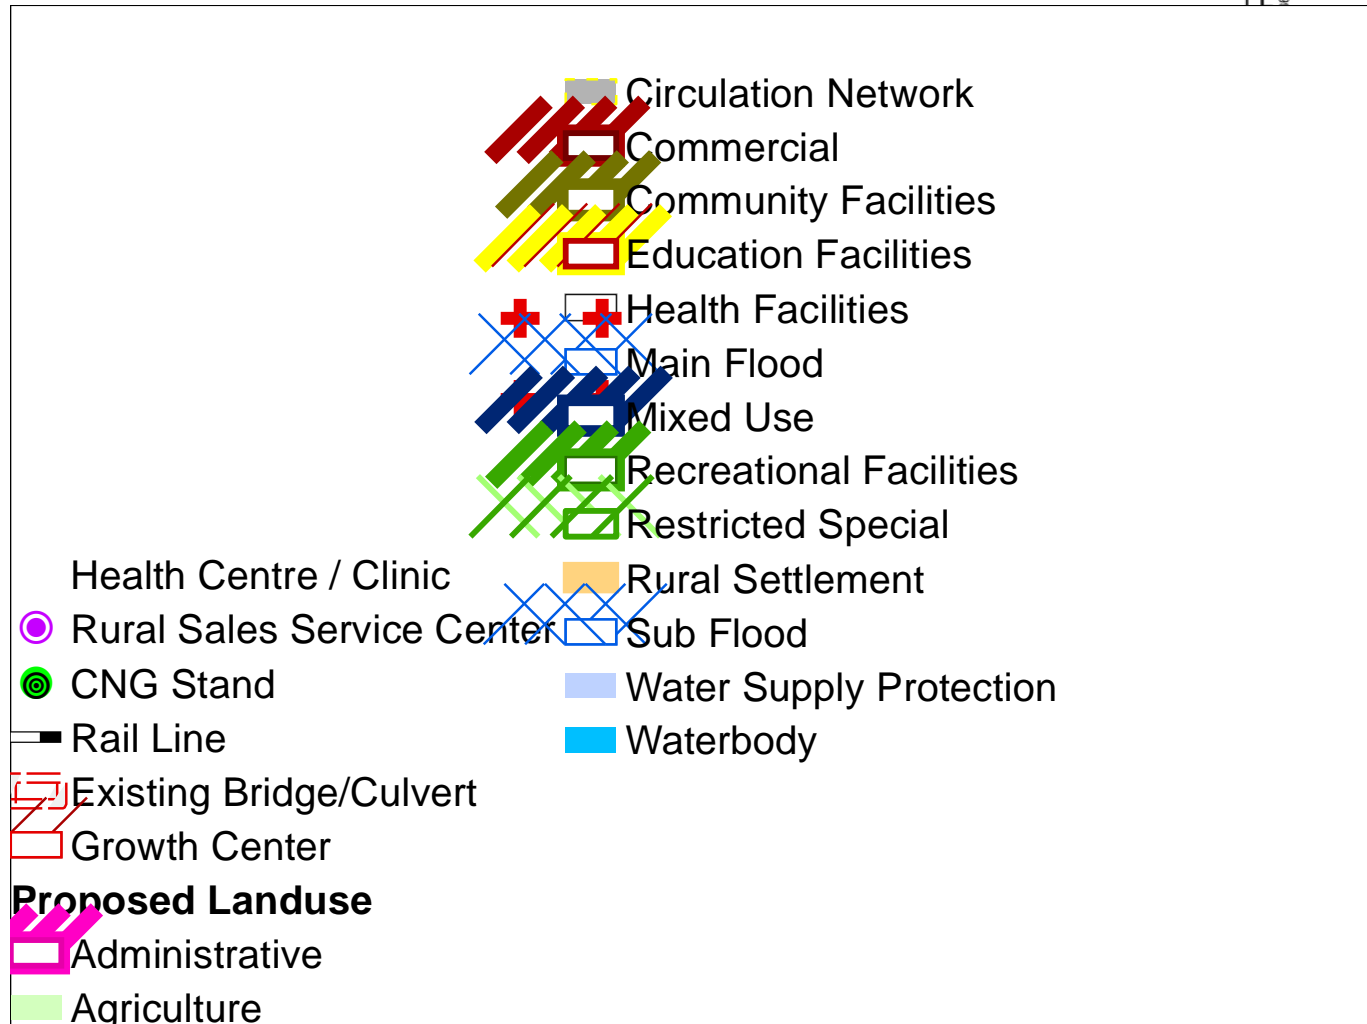 Health Centre / Clinic
Rural Sales Service Center
CNG Stand
Rail Line
Existing Bridge/Culvert
Growth Center
Proposed Landuse
Administrative
Agriculture
Circulation Network
Commercial
Community Facilities
Education Facilities
Health Facilities
Main Flood
Mixed Use
Recreational Facilities
Restricted Special
Rural Settlement
Sub Flood
Water Supply Protection
Waterbody